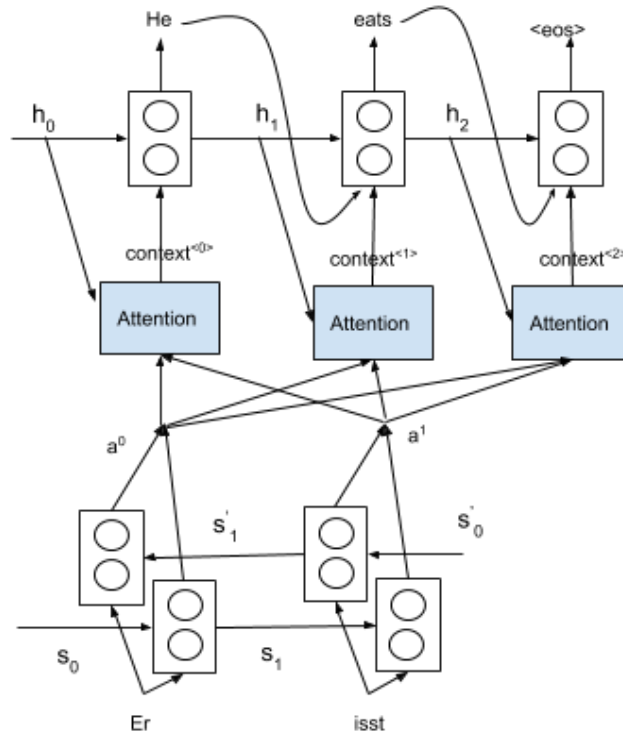 He eats <eos>
h0 h1 h2
context<0> context<1> context<2>
Attention Attention Attention
a0 a1
s'1 s'0
s0 s1
Er isst